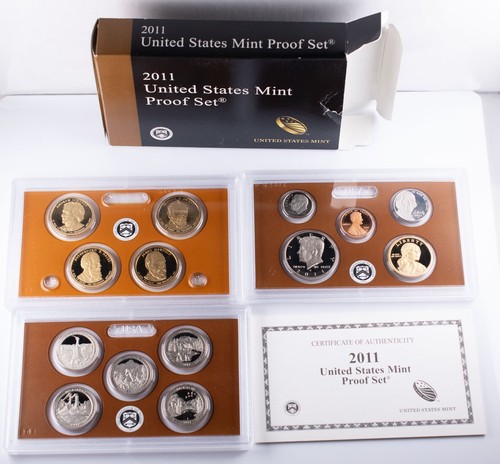 2011
United States Mint Proof Set®
2011
United States Mint
Proof Set®
UNITED STATES MINT
LIBERTY
USA
CERTIFICATE OF AUTHENTICITY
2011
United States Mint
Proof Set®
UNITED STATES MINT